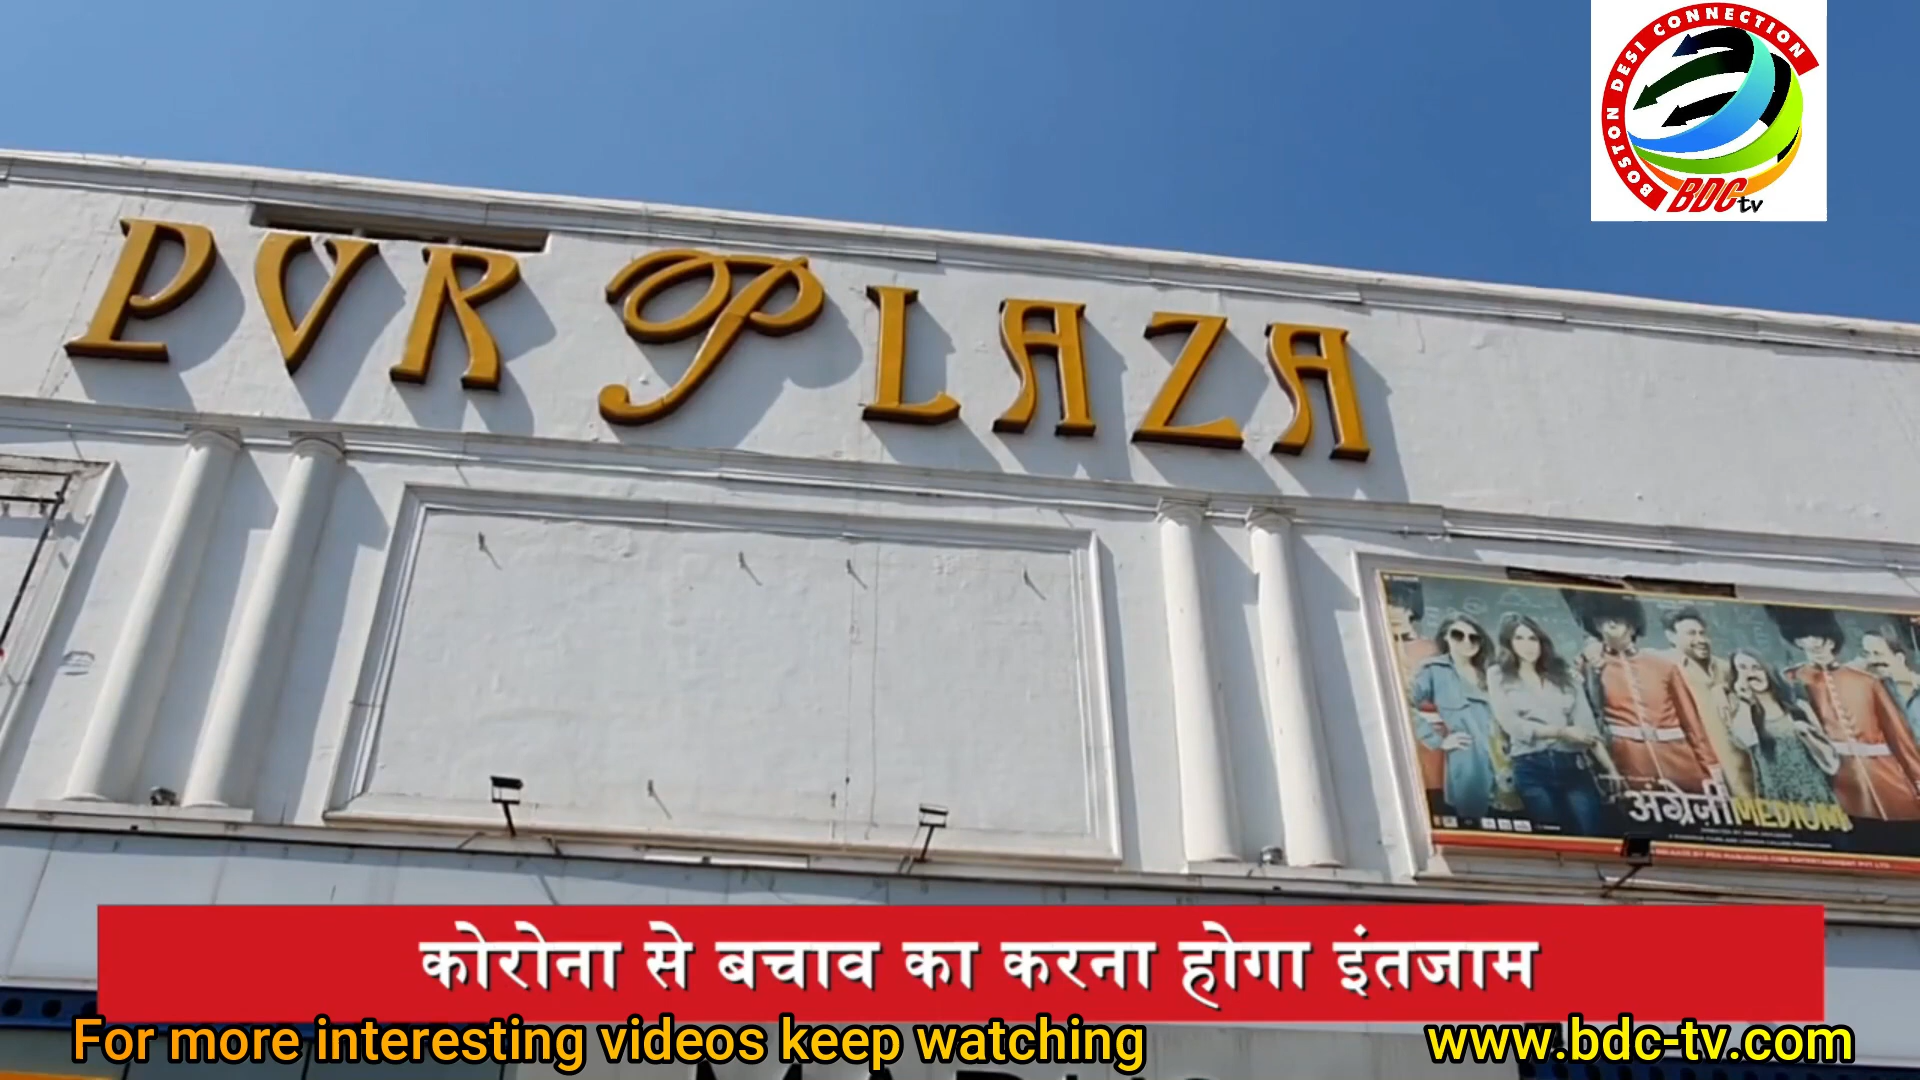 BOSTON DESI CONNECTION
BDCtv
PVR PLAZA
अंग्रेजी MEDIUM
कोरोना से बचाव का करना होगा इंतजाम
For more interesting videos keep watching
www.bdc-tv.com